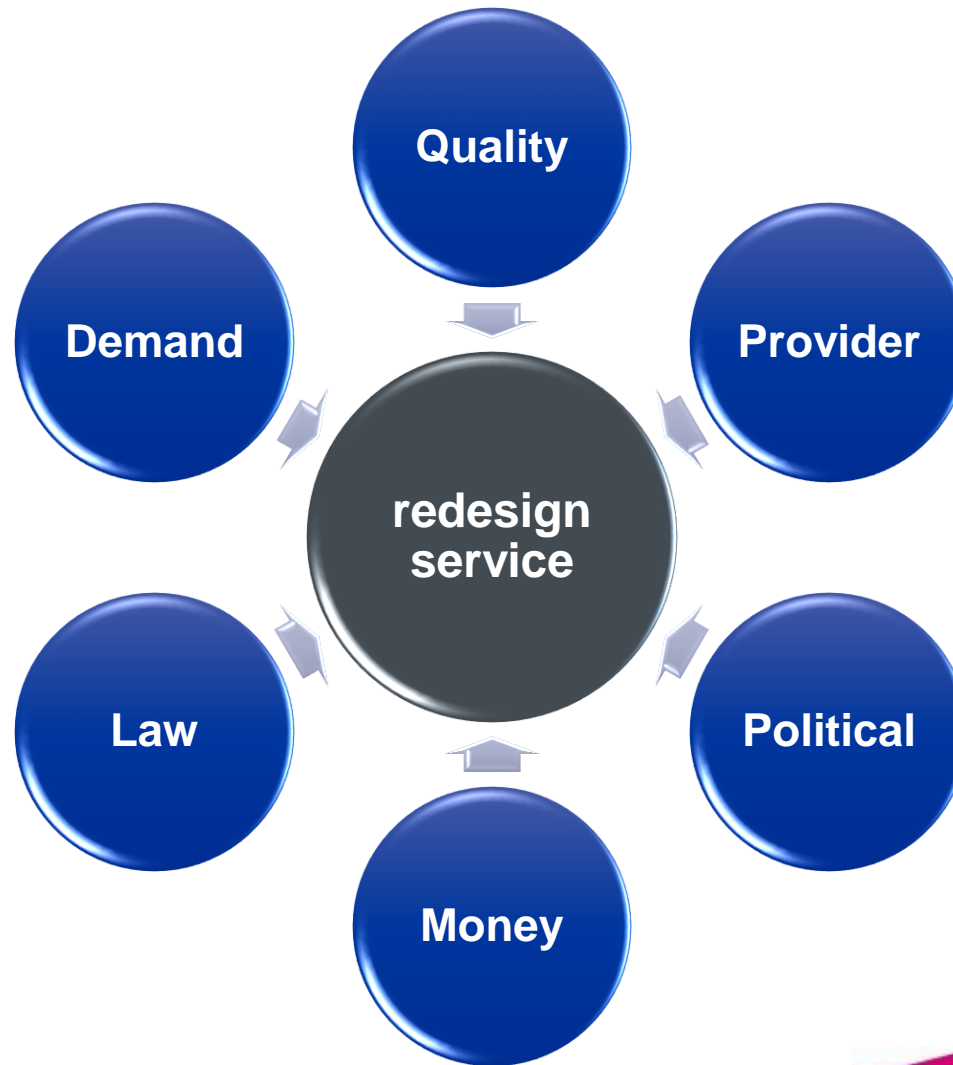 Quality
Demand
Provider
redesign
service
Law
Political
Money